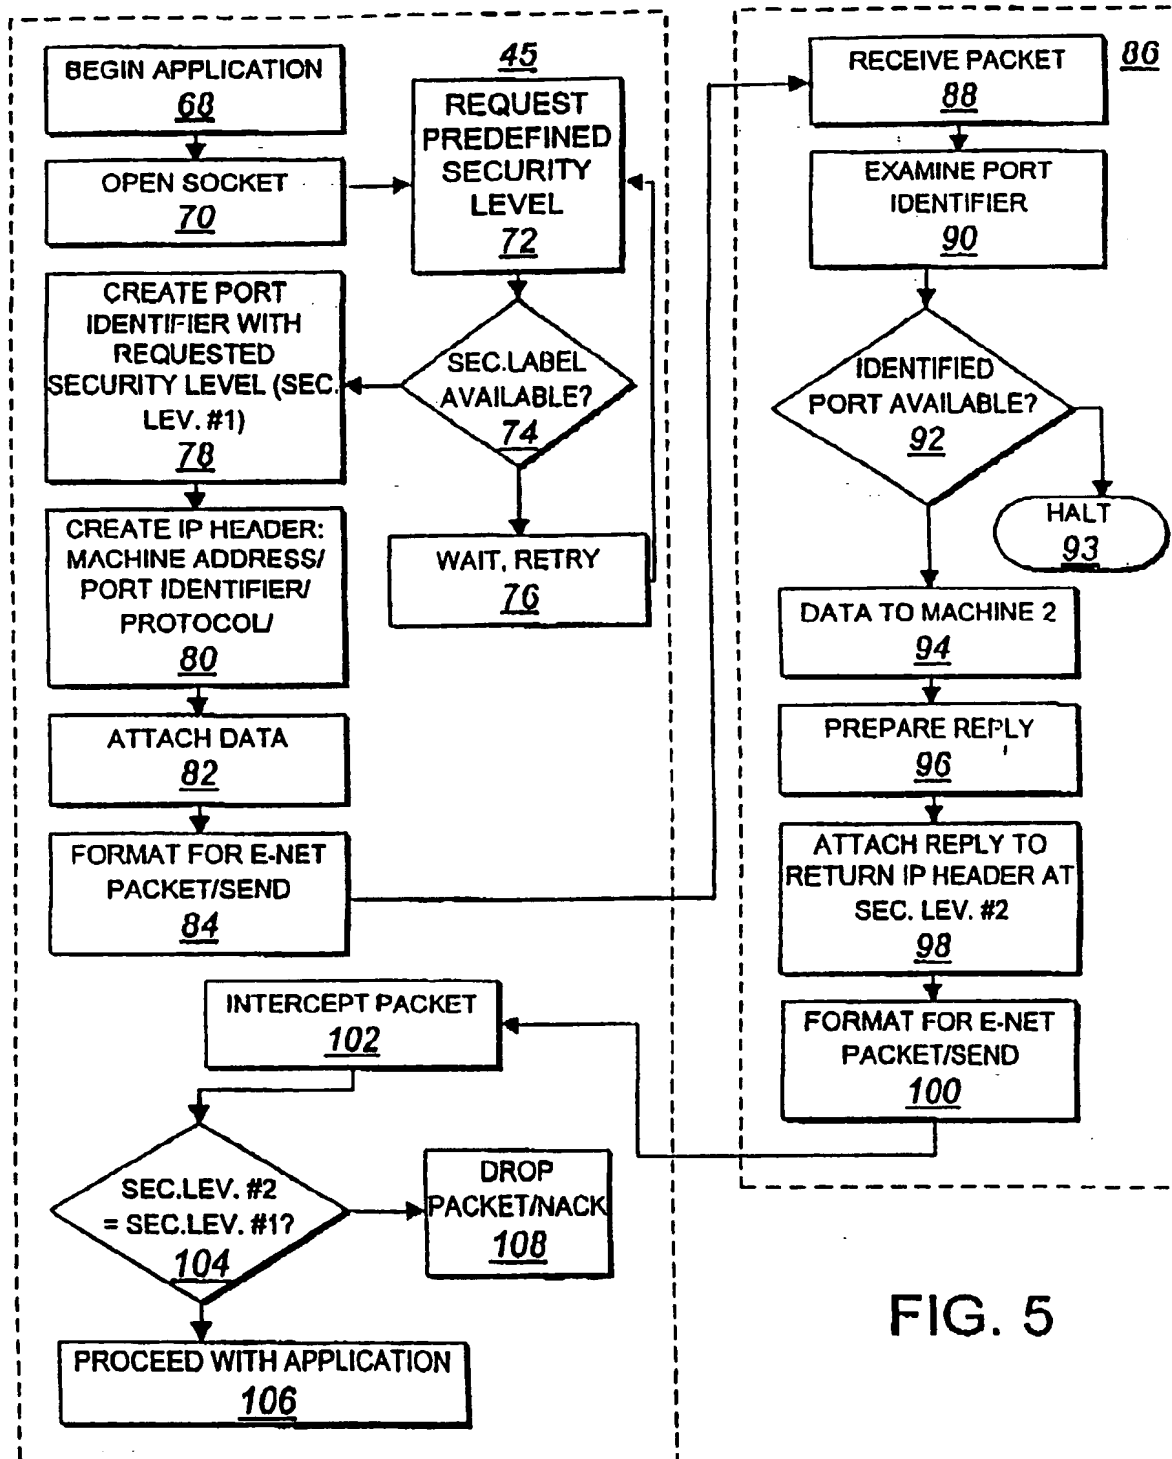 BEGIN APPLICATION
68
OPEN SOCKET
70
45
REQUEST
PREDEFINED
SECURITY
LEVEL
72
SEC.LABEL
AVAILABLE?
74
WAIT, RETRY
76
CREATE PORT
IDENTIFIER WITH
REQUESTED
SECURITY LEVEL (SEC.
LEV. #1)
78
CREATE IP HEADER:
MACHINE ADDRESS/
PORT IDENTIFIER/
PROTOCOL/
80
ATTACH DATA
82
FORMAT FOR E-NET
PACKET/SEND
84
86
RECEIVE PACKET
88
EXAMINE PORT
IDENTIFIER
90
IDENTIFIED
PORT AVAILABLE?
92
HALT
93
DATA TO MACHINE 2
94
PREPARE REPLY
96
ATTACH REPLY TO
RETURN IP HEADER AT
SEC. LEV. #2
98
FORMAT FOR E-NET
PACKET/SEND
100
INTERCEPT PACKET
102
SEC.LEV. #2
= SEC.LEV. #1?
104
DROP
PACKET/NACK
108
PROCEED WITH APPLICATION
106
FIG. 5